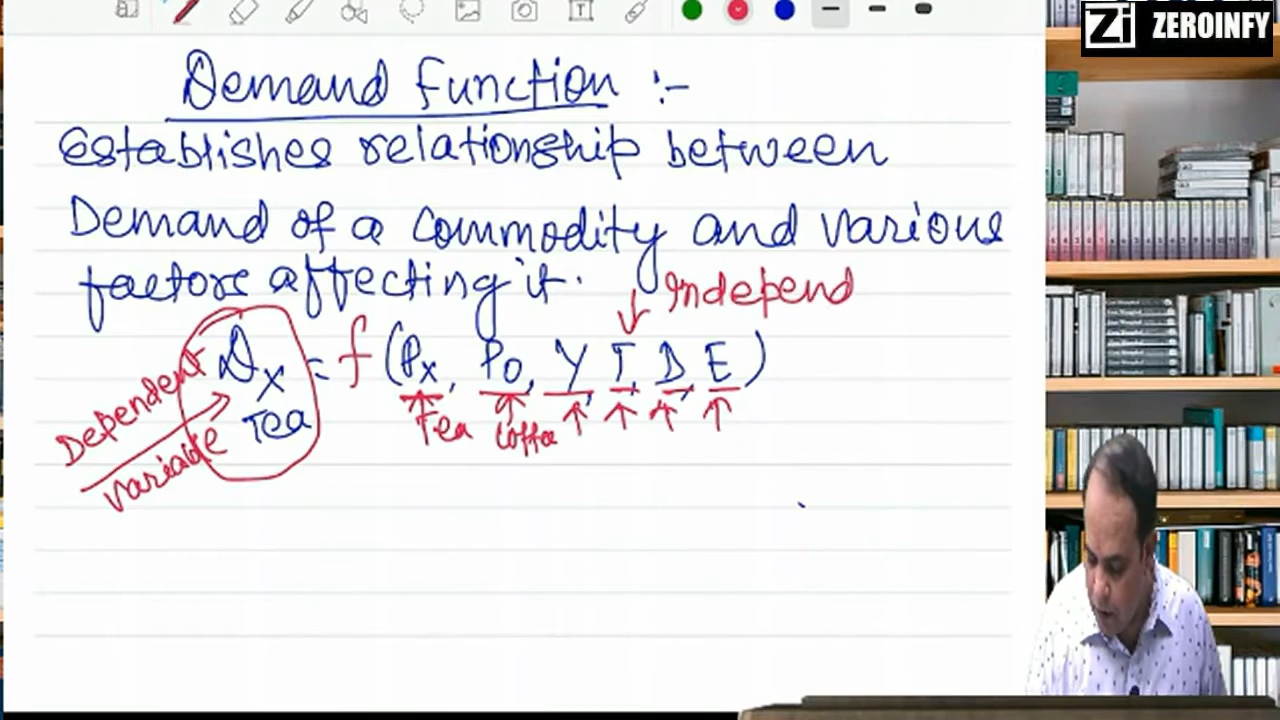 ZEROINFY
Demand Function :-
Establishes relationship between
Demand of a commodity and various
factors affecting it.
Independ
Dx = f (Px, Po, Y, T, D, E)
Dependent
variable
Tea
Tea
Coffee